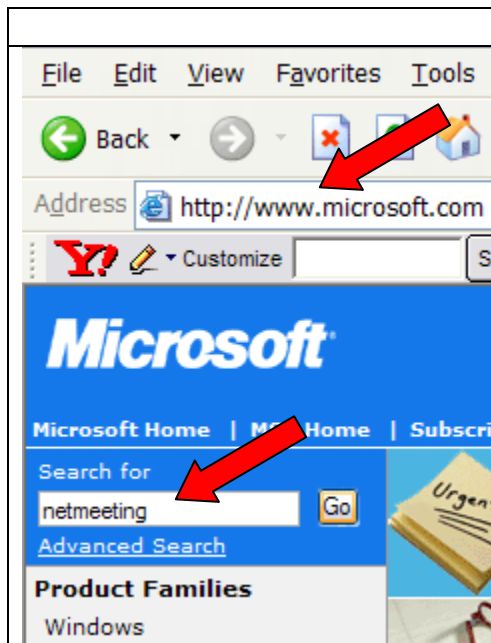 File Edit View Favorites Tools
Back
Address http://www.microsoft.com
Y! Customize
Microsoft
Microsoft Home | Home | Subscri
Search for
netmeeting Go
Advanced Search
Urgen
Product Families
Windows